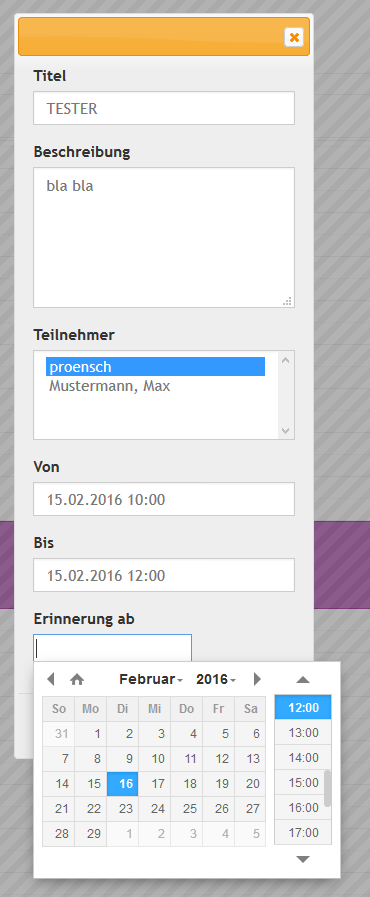 Titel
TESTER
Beschreibung
bla bla
Teilnehmer
proensch
Mustermann, Max
Von
15.02.2016 10:00
Bis
15.02.2016 12:00
Erinnerung ab
Februar 2016
So Mo Di Mi Do Fr Sa
31 1 2 3 4 5 6
7 8 9 10 11 12 13
14 15 16 17 18 19 20
21 22 23 24 25 26 27
28 29 1 2 3 4 5
12:00
13:00
14:00
15:00
16:00
17:00